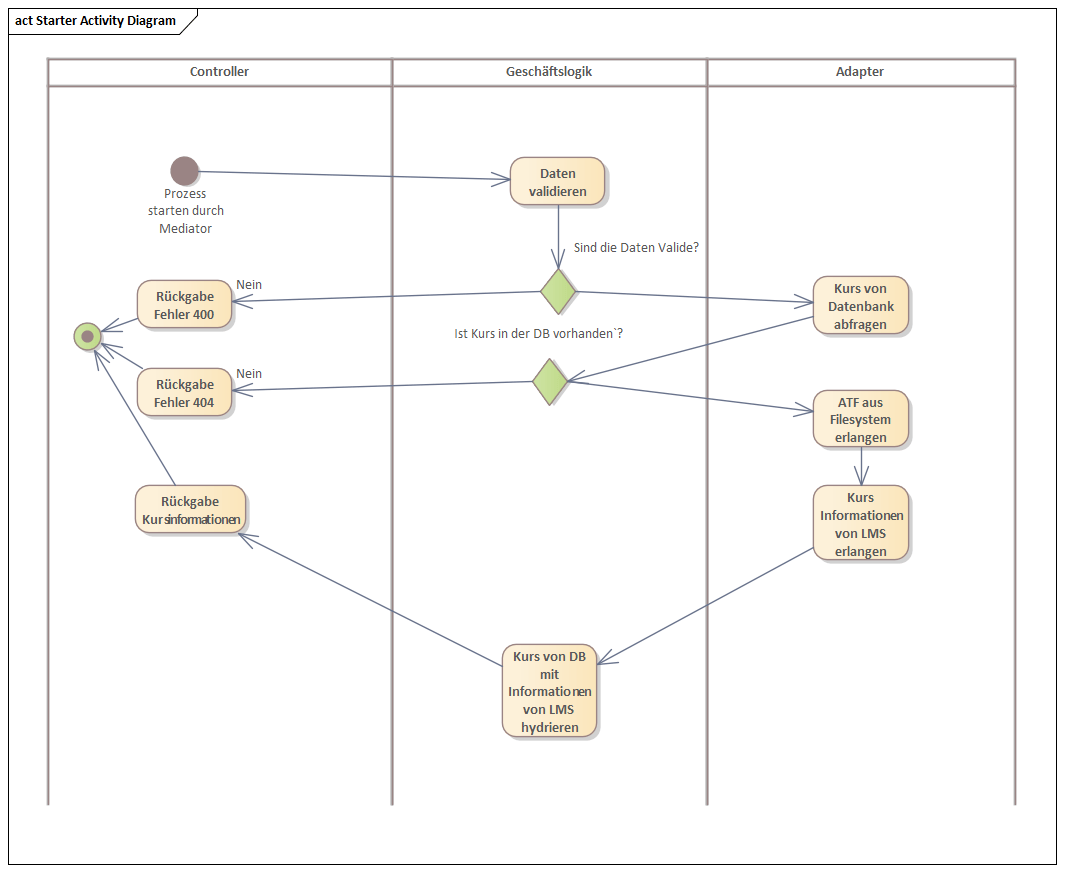 act Starter Activity Diagram
Controller
Geschäftslogik
Adapter
Prozess
starten durch
Mediator
Daten
validieren
Sind die Daten Valide?
Nein
Rückgabe
Fehler 400
Kurs von
Datenbank
abfragen
Ist Kurs in der DB vorhanden`?
Nein
Rückgabe
Fehler 404
ATF aus
Filesystem
erlangen
Rückgabe
Kursinformationen
Kurs
Informationen
von LMS
erlangen
Kurs von DB
mit
Informationen
von LMS
hydrieren